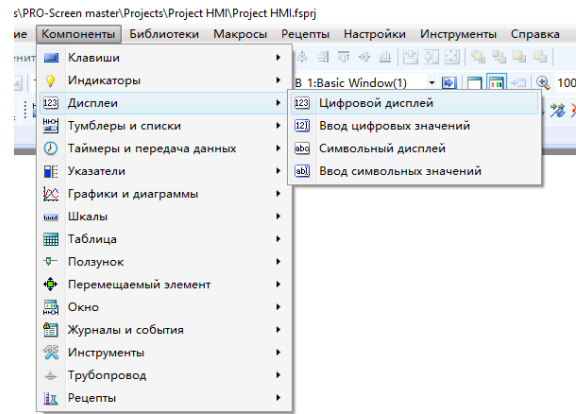 s\PRO-Screen master\Projects\Project HMI\Project HMI.fsprj
ие Компоненты Библиотеки Макросы Рецепты Настройки Инструменты Справка
Клавиши
Индикаторы
B 1:Basic Window(1) 100
123 Дисплеи
123 Цифровой дисплей
Тумблеры и списки
12] Ввод цифровых значений
Таймеры и передача данных
abc Символьный дисплей
Указатели
ab] Ввод символьных значений
Графики и диаграммы
Шкалы
Таблица
Ползунок
Перемещаемый элемент
Окно
Журналы и события
Инструменты
Трубопровод
Рецепты